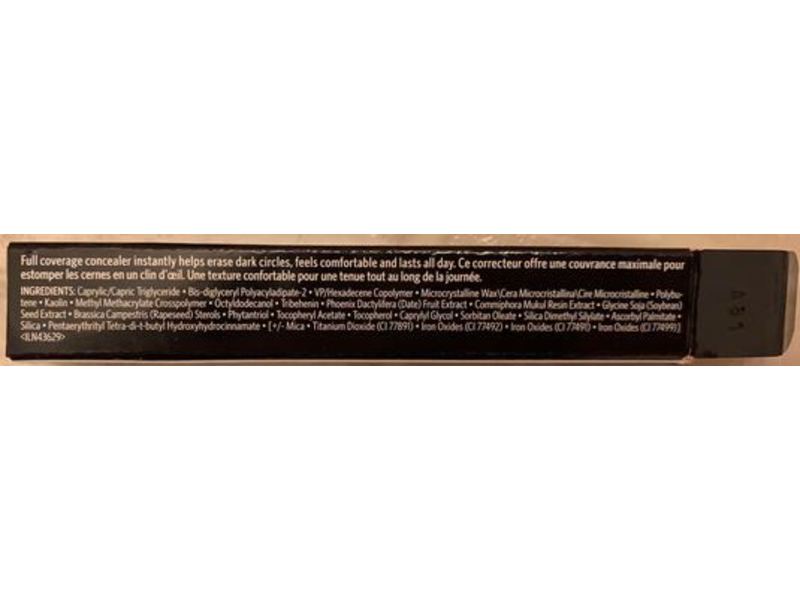 Full coverage concealer instantly helps erase dark circles, feels comfortable and lasts all day. Ce correcteur offre une couvrance maximale pour
estomper les cernes en un clin d'œil. Une texture confortable pour une tenue tout au long de la journée.
INGREDIENTS: Caprylic/Capric Triglyceride • Bis-diglyceryl Polyacyladipate-2 • VP/Hexadecene Copolymer • Microcrystalline Wax\Cera Microcristallina\Cire Microcristalline • Polybu-
tene • Kaolin • Methyl Methacrylate Crosspolymer • Octyldodecanol • Tribehenin • Phoenix Dactylifera (Date) Fruit Extract • Commiphora Mukul Resin Extract • Glycine Soja (Soybean)
Seed Extract • Brassica Campestris (Rapeseed) Sterols • Phytantriol • Tocopheryl Acetate • Tocopherol • Caprylyl Glycol • Sorbitan Oleate • Silica Dimethyl Silylate • Ascorbyl Palmitate •
Silica • Pentaerythrityl Tetra-di-t-butyl Hydroxyhydrocinnamate • [+/- Mica • Titanium Dioxide (CI 77891) • Iron Oxides (CI 77492) • Iron Oxides (CI 77491) • Iron Oxides (CI 77499)]
<ILN43629>
A81